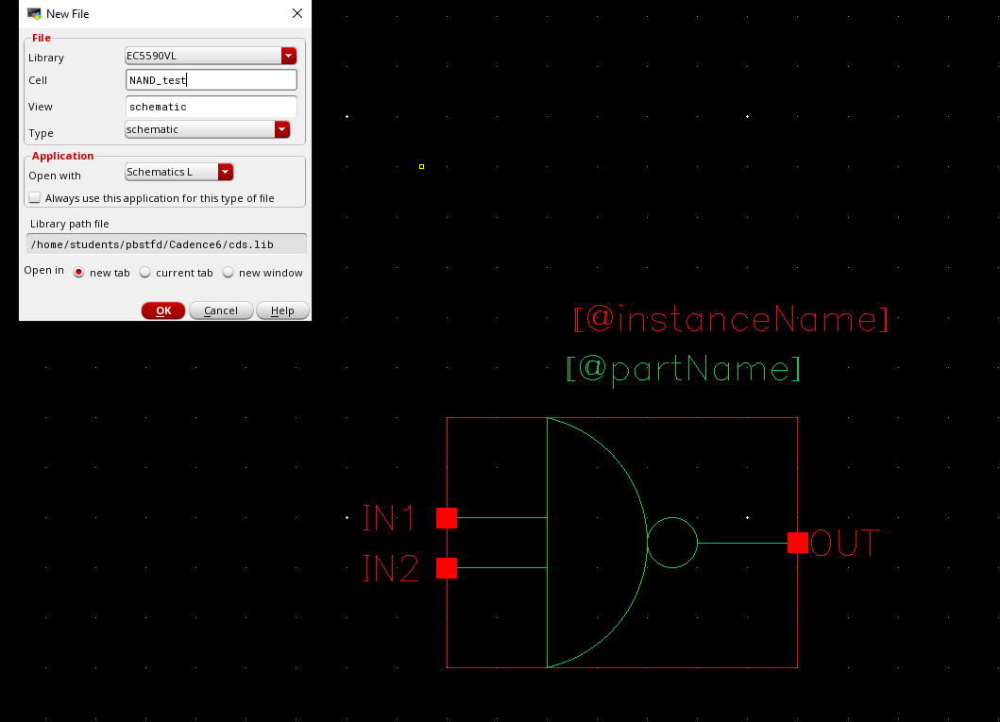 New File
File
Library EC5590VL
Cell NAND_test
View schematic
Type schematic
Application
Open with Schematics L
Always use this application for this type of file
Library path file
/home/students/pbstfd/Cadence6/cds.lib
Open in new tab current tab new window
OK Cancel Help
[@instanceName]
[@partName]
IN1
IN2
OUT